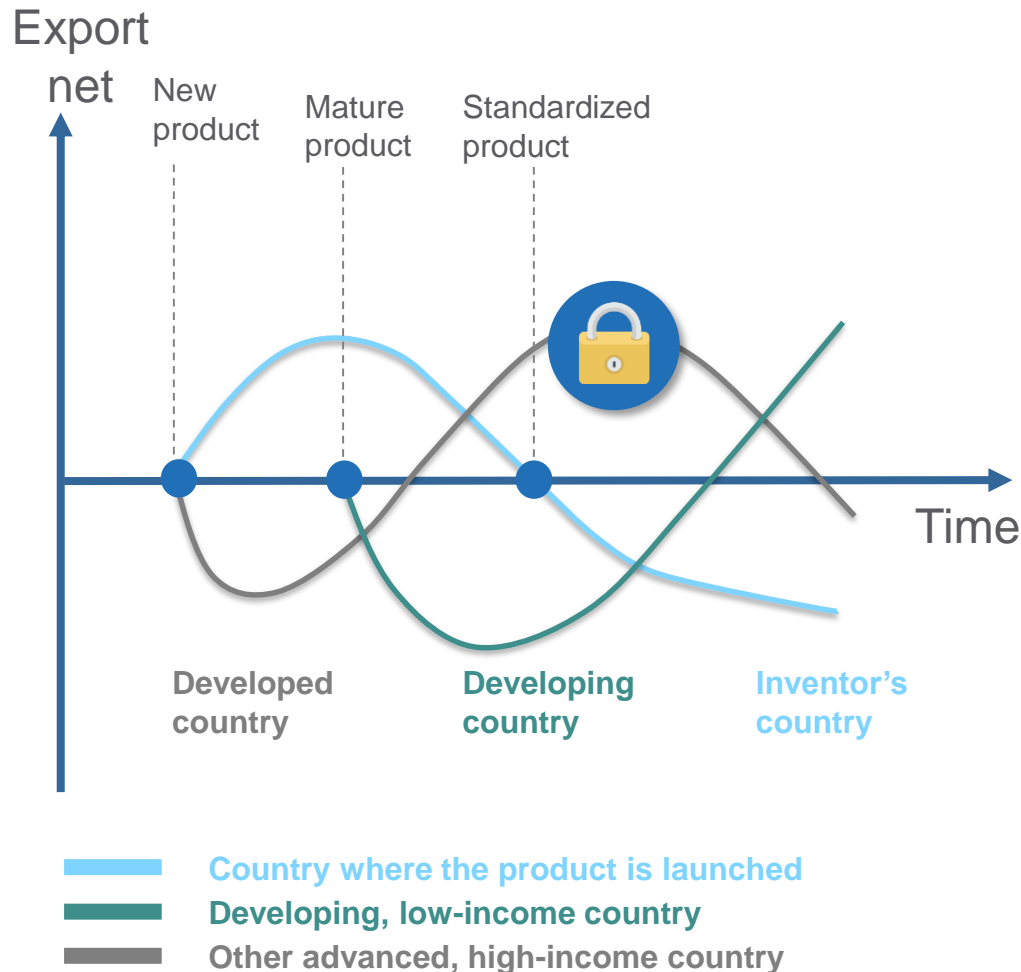 Export
net
New
product
Mature
product
Standardized
product
Time
Developed
country
Developing
country
Inventor’s
country
Country where the product is launched
Developing, low-income country
Other advanced, high-income country